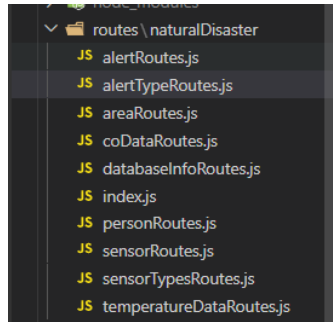 node_modules
routes\naturalDisaster
JS alertRoutes.js
JS alertTypeRoutes.js
JS areaRoutes.js
JS coDataRoutes.js
JS databaseInfoRoutes.js
JS index.js
JS personRoutes.js
JS sensorRoutes.js
JS sensorTypesRoutes.js
JS temperatureDataRoutes.js